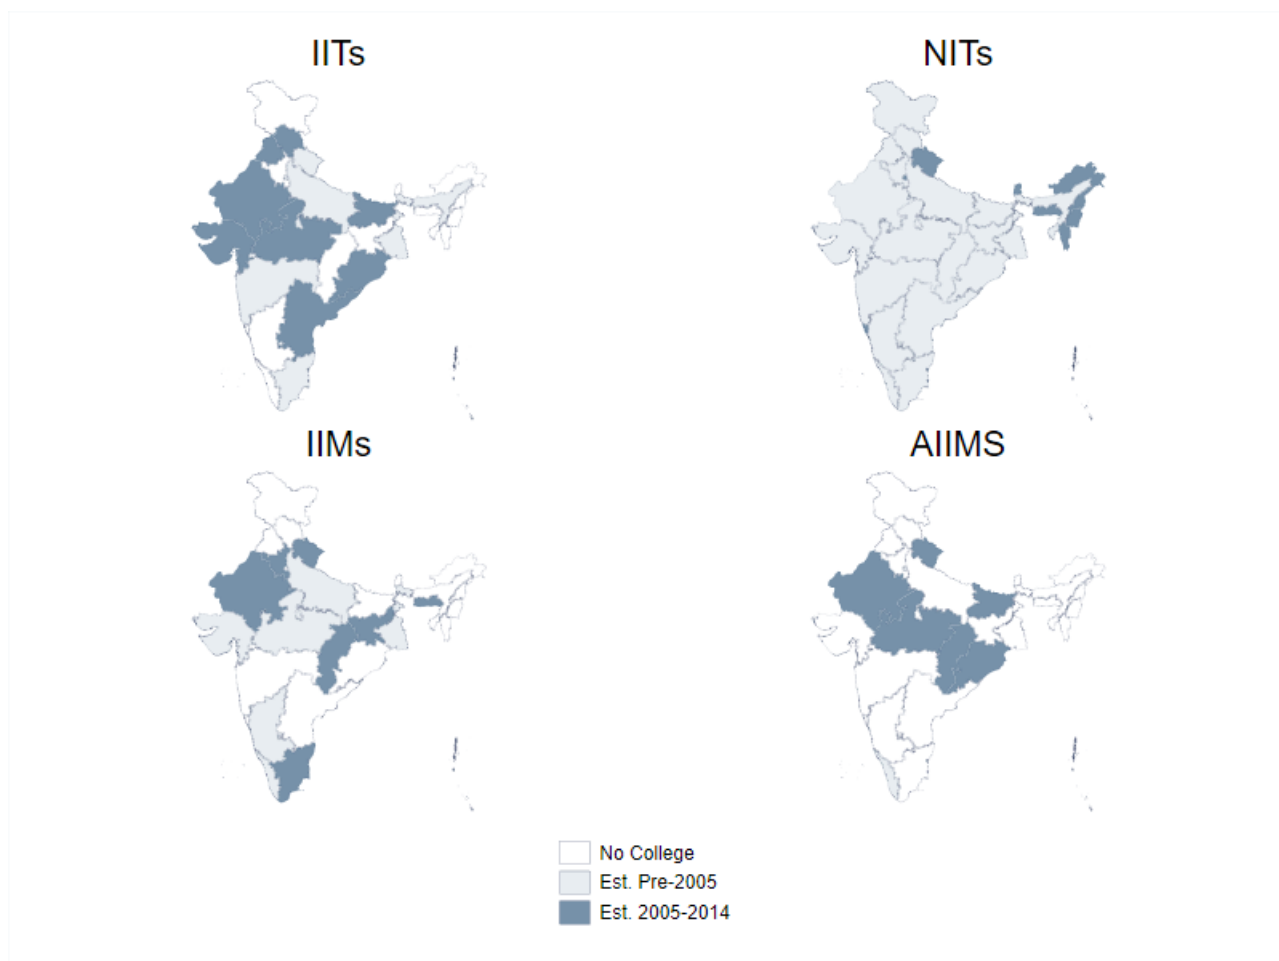 IITs
NITs
IIMs
AIIMS
No College
Est. Pre-2005
Est. 2005-2014